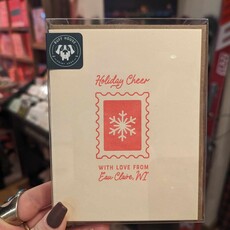 Holiday Cheer
WITH LOVE FROM
Eau Claire, WI